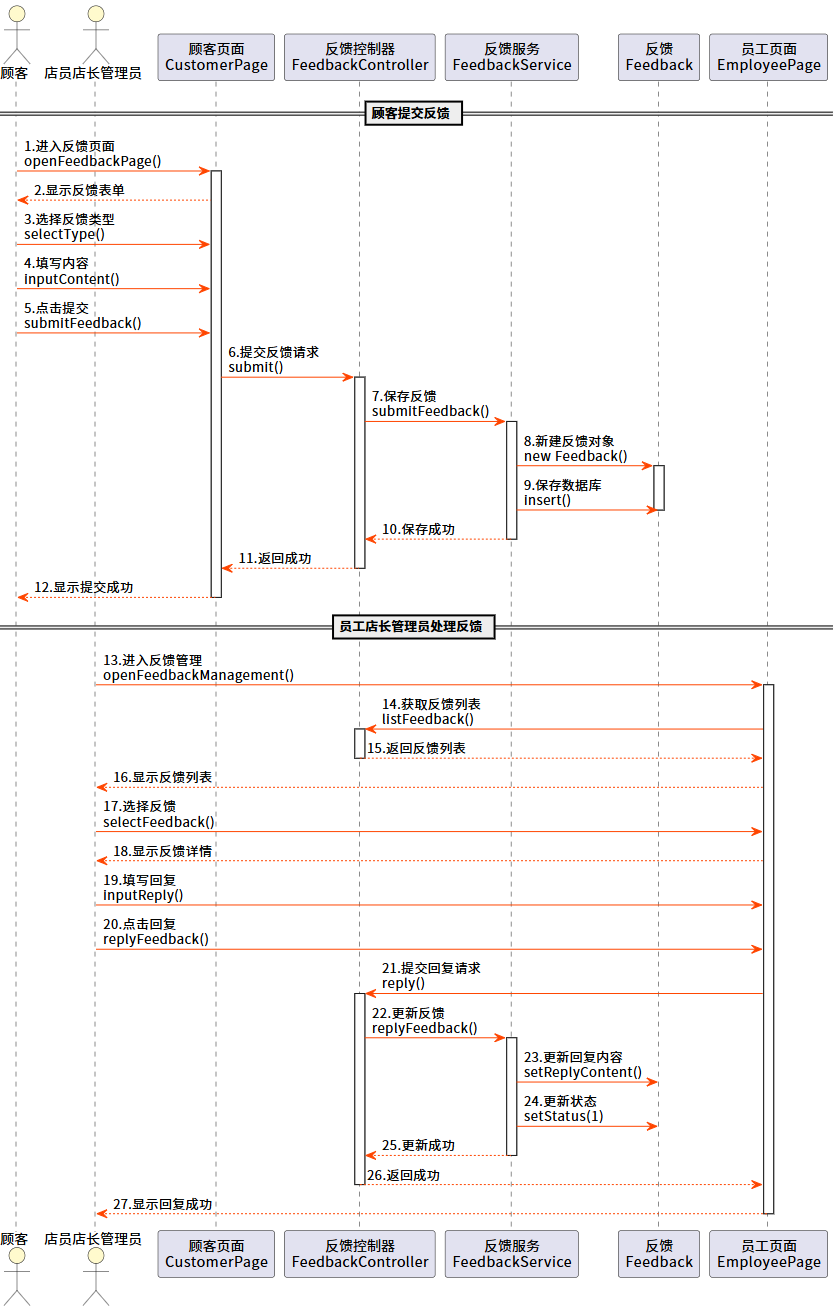 顾客
店员店长管理员
顾客页面
CustomerPage
反馈控制器
FeedbackController
反馈服务
FeedbackService
反馈
Feedback
员工页面
EmployeePage
顾客提交反馈
1.进入反馈页面
openFeedbackPage()
2.显示反馈表单
3.选择反馈类型
selectType()
4.填写内容
inputContent()
5.点击提交
submitFeedback()
6.提交反馈请求
submit()
7.保存反馈
submitFeedback()
8.新建反馈对象
new Feedback()
9.保存数据库
insert()
10.保存成功
11.返回成功
12.显示提交成功
员工店长管理员处理反馈
13.进入反馈管理
openFeedbackManagement()
14.获取反馈列表
listFeedback()
15.返回反馈列表
16.显示反馈列表
17.选择反馈
selectFeedback()
18.显示反馈详情
19.填写回复
inputReply()
20.点击回复
replyFeedback()
21.提交回复请求
reply()
22.更新反馈
replyFeedback()
23.更新回复内容
setReplyContent()
24.更新状态
setStatus(1)
25.更新成功
26.返回成功
27.显示回复成功
顾客
店员店长管理员
顾客页面
CustomerPage
反馈控制器
FeedbackController
反馈服务
FeedbackService
反馈
Feedback
员工页面
EmployeePage